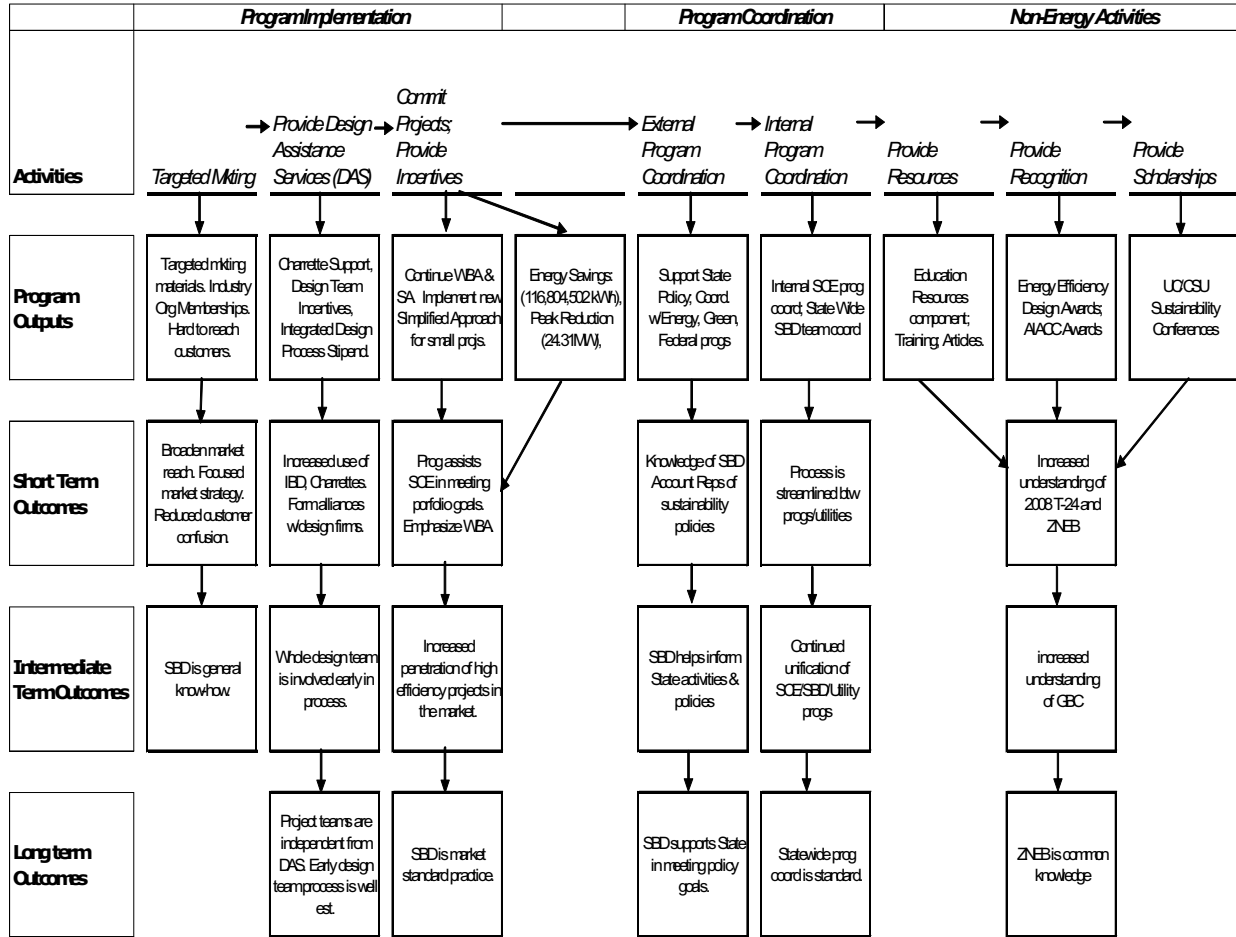 Program Implementation
Program Coordination
Non-Energy Activities
Activities
Targeted Mkting
Provide Design
Assistance
Services (DAS)
Commit
Projects;
Provide
Incentives
External
Program
Coordination
Internal
Program
Coordination
Provide
Resources
Provide
Recognition
Provide
Scholarships
Program
Outputs
Targeted mkting
materials. Industry
Org Memberships.
Hard to reach
customers.
Charrette Support,
Design Team
Incentives,
Integrated Design
Process Stipend.
Continue WBA &
SA Implement new
Simplified Approach
for small projs.
Energy Savings:
(116,804,502 kWh),
Peak Reduction
(24.31MW),
Support State
Policy; Coord.
w/Energy, Green,
Federal progs
Internal SCE prog
coord; State Wide
SBD team coord
Education
Resources
component;
Training; Articles.
Energy Efficiency
Design Awards;
AIACC Awards
UC/CSU
Sustainability
Conferences
Short Term
Outcomes
Broaden market
reach. Focused
market strategy.
Reduced customer
confusion.
Increased use of
IBD, Charrettes.
Form alliances
w/design firms.
Prog assists
SCE in meeting
porfolio goals.
Emphasize WBA
Knowledge of SBD
Account Reps of
sustainability
policies
Process is
streamlined btw
progs/utilities
Increased
understanding of
2008 T-24 and
ZNEB
Intermediate
Term Outcomes
SBD is general
know-how.
Whole design team
is involved early in
process.
Increased
penetration of high
efficiency projects in
the market.
SBD helps inform
State activities &
policies
Continued
unification of
SCE/SBD/Utility
progs
increased
understanding
of GBC
Long term
Outcomes
Project teams are
independent from
DAS. Early design
team process is well
est.
SBD is market
standard practice.
SBD supports State
in meeting policy
goals.
Statewide prog
coord is standard.
ZNEB is common
knowledge